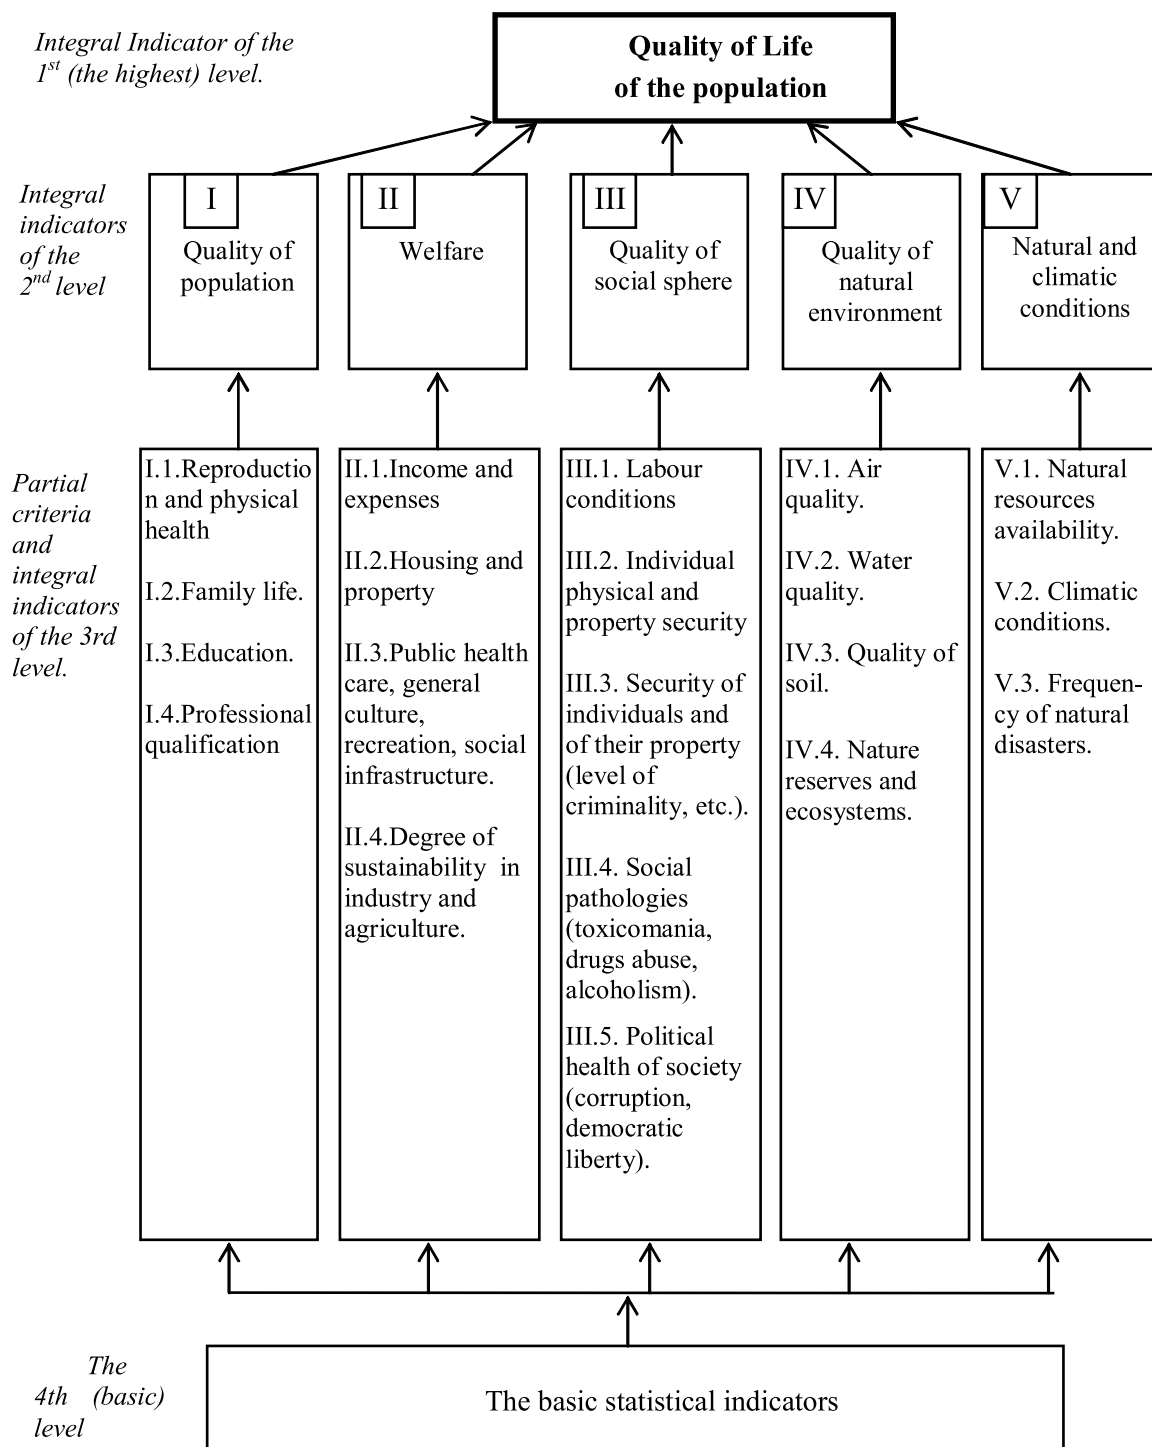 Integral Indicator of the
1st (the highest) level.
Quality of Life
of the population
Integral
indicators
of the
2nd level
I
Quality of
population
II
Welfare
III
Quality of
social sphere
IV
Quality of
natural
environment
V
Natural and
climatic
conditions
Partial
criteria
and
integral
indicators
of the 3rd
level.
I.1.Reproductio
n and physical
health
I.2.Family life.
I.3.Education.
I.4.Professional
qualification
II.1.Income and
expenses
II.2.Housing and
property
II.3.Public health
care, general
culture,
recreation, social
infrastructure.
II.4.Degree of
sustainability in
industry and
agriculture.
III.1. Labour
conditions
III.2. Individual
physical and
property security
III.3. Security of
individuals and
of their property
(level of
criminality, etc.).
III.4. Social
pathologies
(toxicomania,
drugs abuse,
alcoholism).
III.5. Political
health of society
(corruption,
democratic
liberty).
IV.1. Air
quality.
IV.2. Water
quality.
IV.3. Quality of
soil.
IV.4. Nature
reserves and
ecosystems.
V.1. Natural
resources
availability.
V.2. Climatic
conditions.
V.3. Frequen-
cy of natural
disasters.
The
4th (basic)
level
The basic statistical indicators